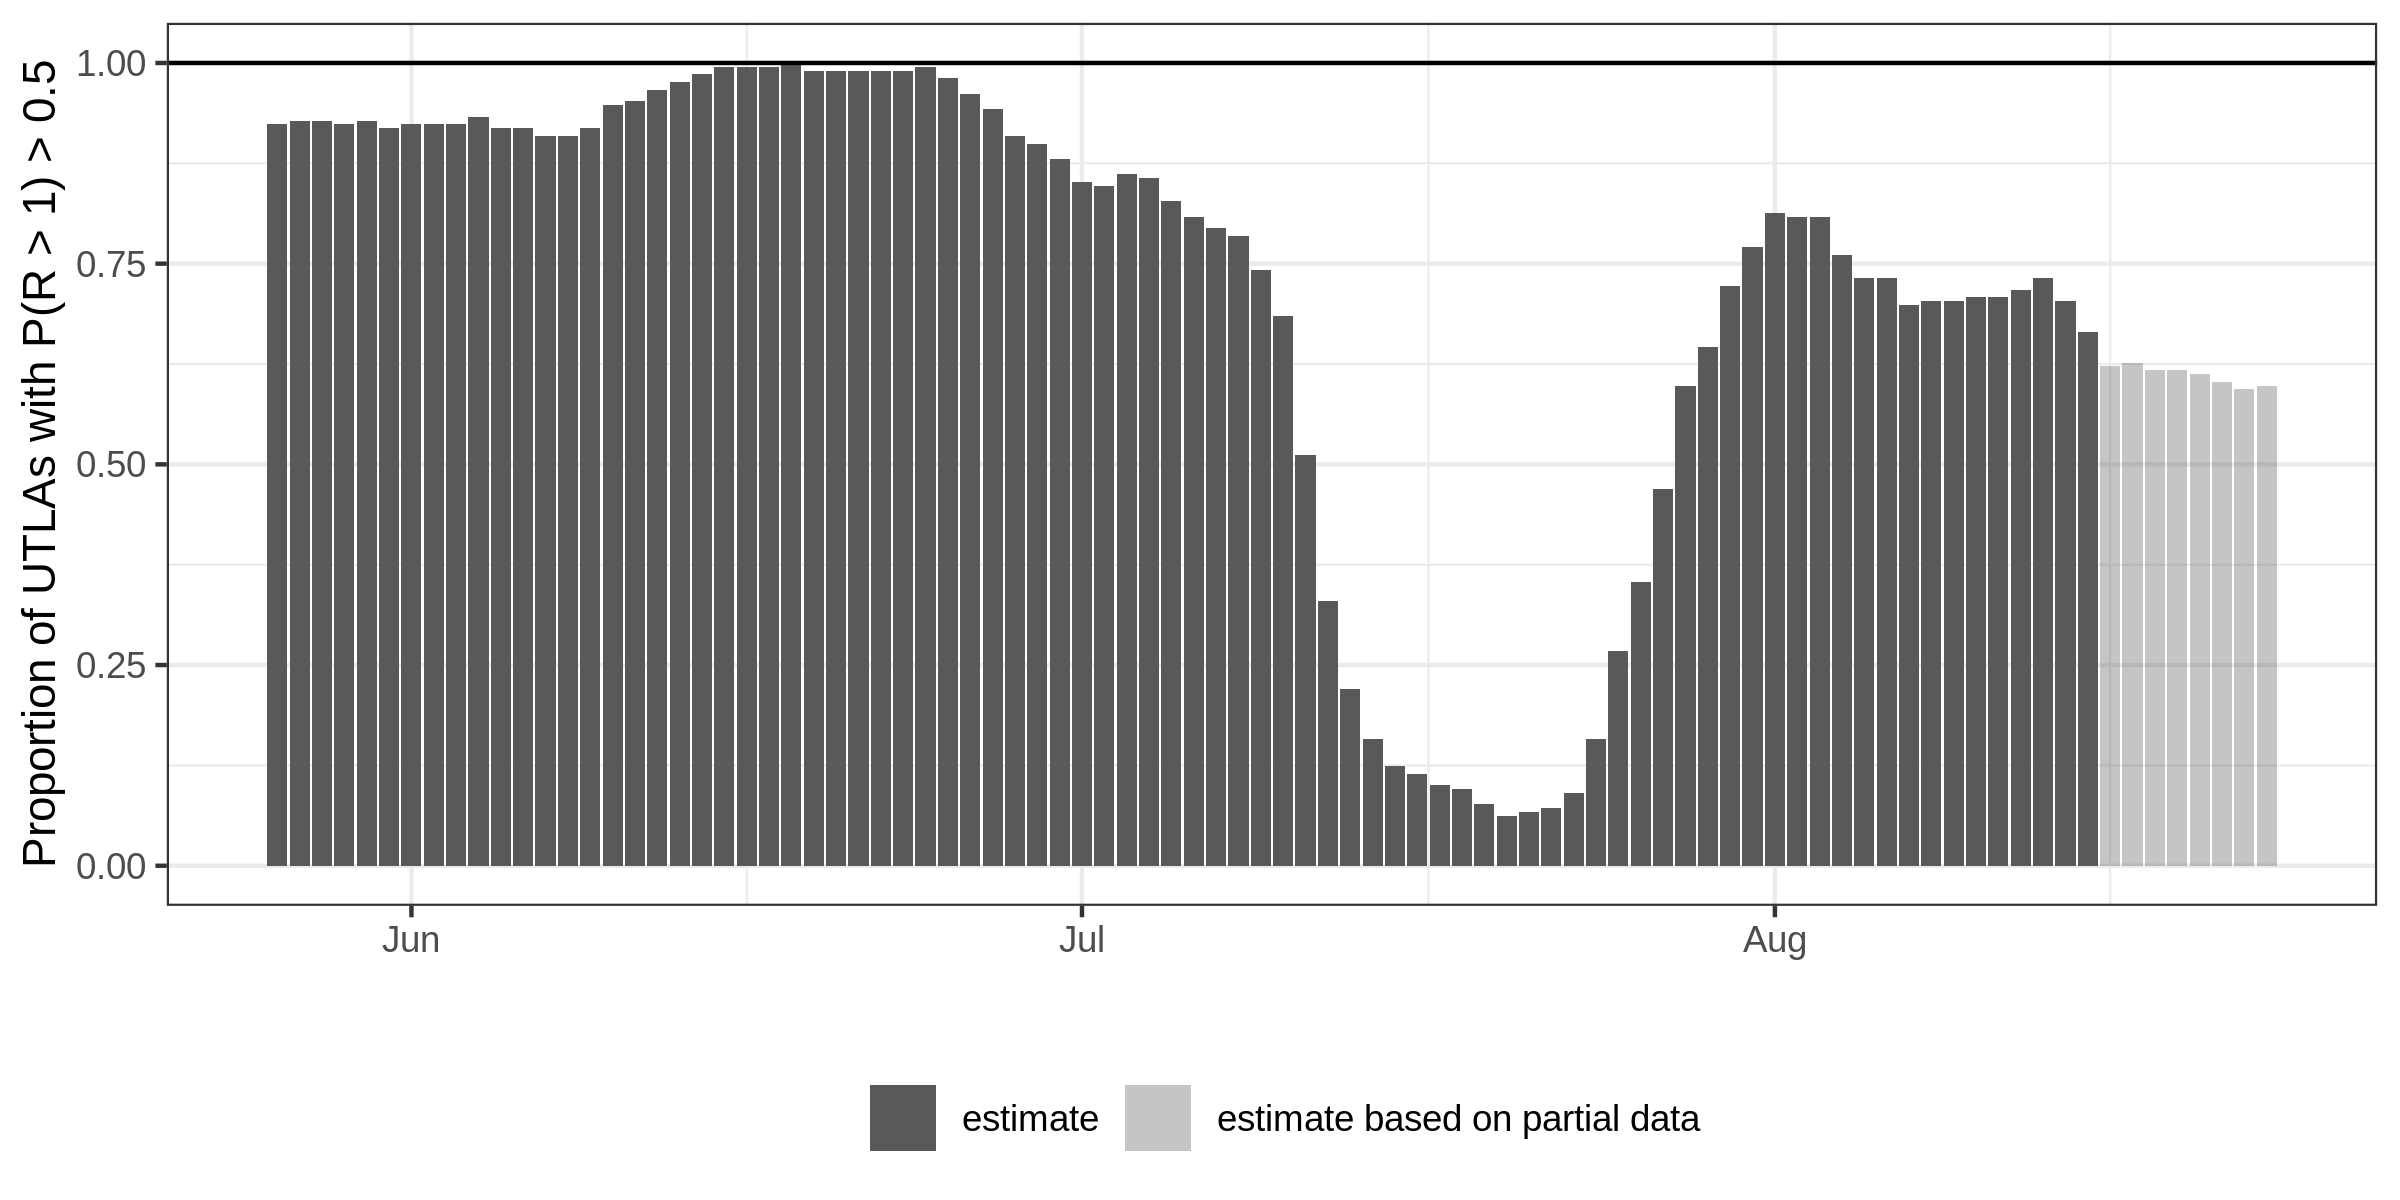 Proportion of UTLAs with P(R > 1) > 0.5
1.00
0.75
0.50
0.25
0.00
Jun Jul Aug
estimate estimate based on partial data